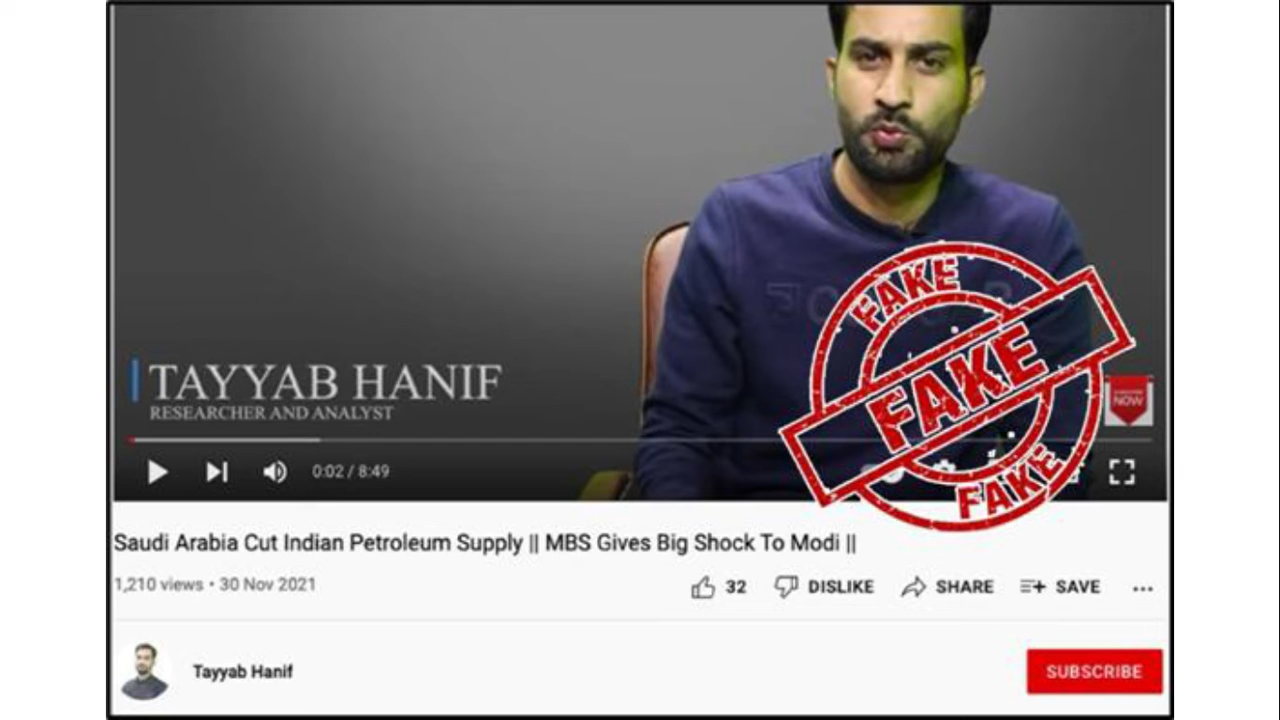 TAYYAB HANIF
RESEARCHER AND ANALYST
FAKE
FAKE
FAKE
NOW
0:02 / 8:49
Saudi Arabia Cut Indian Petroleum Supply || MBS Gives Big Shock To Modi ||
1,210 views • 30 Nov 2021
32 DISLIKE SHARE SAVE
Tayyab Hanif
SUBSCRIBE